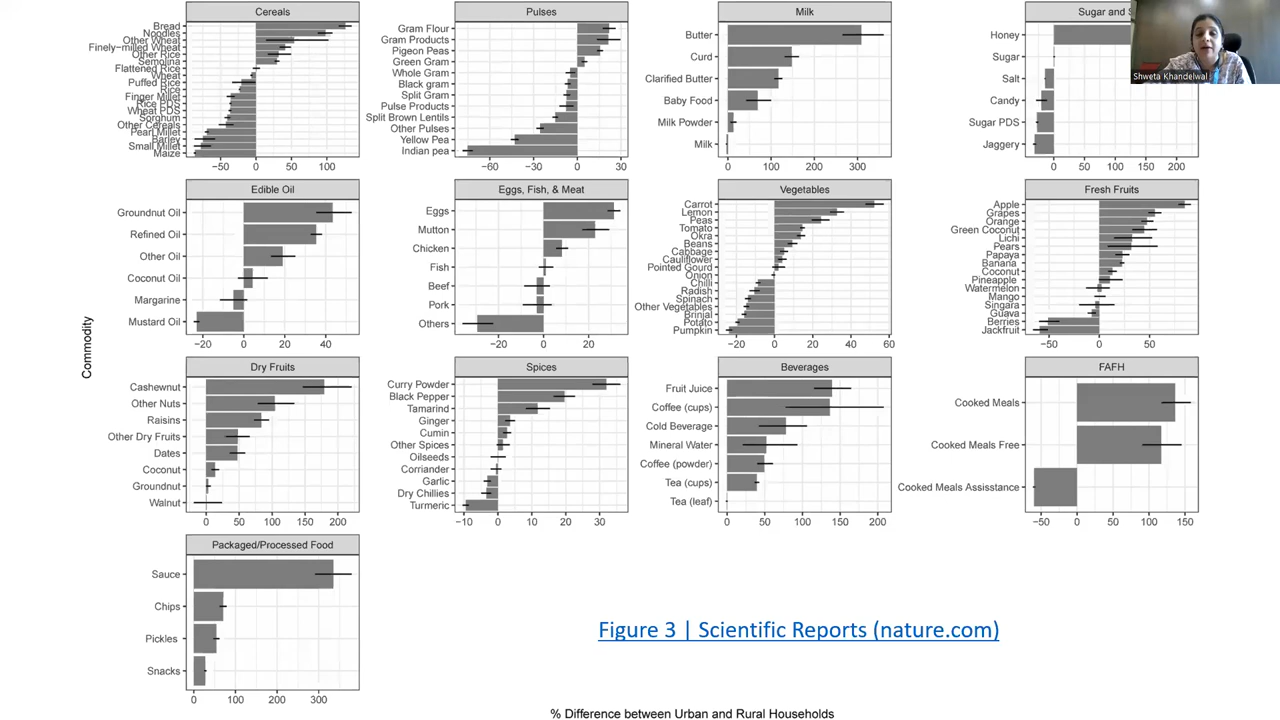 Cereals
Bread
Noodles
Other Wheat
Finely−milled Wheat
Other Rice
Semolina
Flattened Rice
Wheat
Puffed Rice
Rice
Finger Millet
Rice PDS
Wheat PDS
Sorghum
Other Cereals
Pearl Millet
Barley
Small Millet
Maize
−50 0 50 100
Pulses
Gram Flour
Gram Products
Pigeon Peas
Green Gram
Whole Gram
Black gram
Split Gram
Pulse Products
Split Brown Lentils
Other Pulses
Yellow Pea
Indian pea
−60 −30 0 30
Milk
Butter
Curd
Clarified Butter
Baby Food
Milk Powder
Milk
0 100 200 300
Sugar and
Honey
Sugar
Salt
Candy
Sugar PDS
Jaggery
0 50 100 150 200
Shweta Khandelwal
Edible Oil
Groundnut Oil
Refined Oil
Other Oil
Coconut Oil
Margarine
Mustard Oil
−20 0 20 40
Eggs, Fish, & Meat
Eggs
Mutton
Chicken
Fish
Beef
Pork
Others
−20 0 20
Vegetables
Carrot
Lemon
Peas
Tomato
Okra
Beans
Cabbage
Cauliflower
Pointed Gourd
Onion
Chilli
Radish
Spinach
Other Vegetables
Brinjal
Potato
Pumpkin
−20 0 20 40 60
Fresh Fruits
Apple
Grapes
Orange
Green Coconut
Lichi
Pears
Papaya
Banana
Coconut
Pineapple
Watermelon
Mango
Singara
Guava
Berries
Jackfruit
−50 0 50
Commodity
Dry Fruits
Cashewnut
Other Nuts
Raisins
Other Dry Fruits
Dates
Coconut
Groundnut
Walnut
0 50 100 150 200
Spices
Curry Powder
Black Pepper
Tamarind
Ginger
Cumin
Other Spices
Oilseeds
Corriander
Garlic
Dry Chillies
Turmeric
−10 0 10 20 30
Beverages
Fruit Juice
Coffee (cups)
Cold Beverage
Mineral Water
Coffee (powder)
Tea (cups)
Tea (leaf)
0 50 100 150 200
FAFH
Cooked Meals
Cooked Meals Free
Cooked Meals Assisstance
−50 0 50 100 150
Packaged/Processed Food
Sauce
Chips
Pickles
Snacks
0 100 200 300
Figure 3 | Scientific Reports (nature.com)
% Difference between Urban and Rural Households